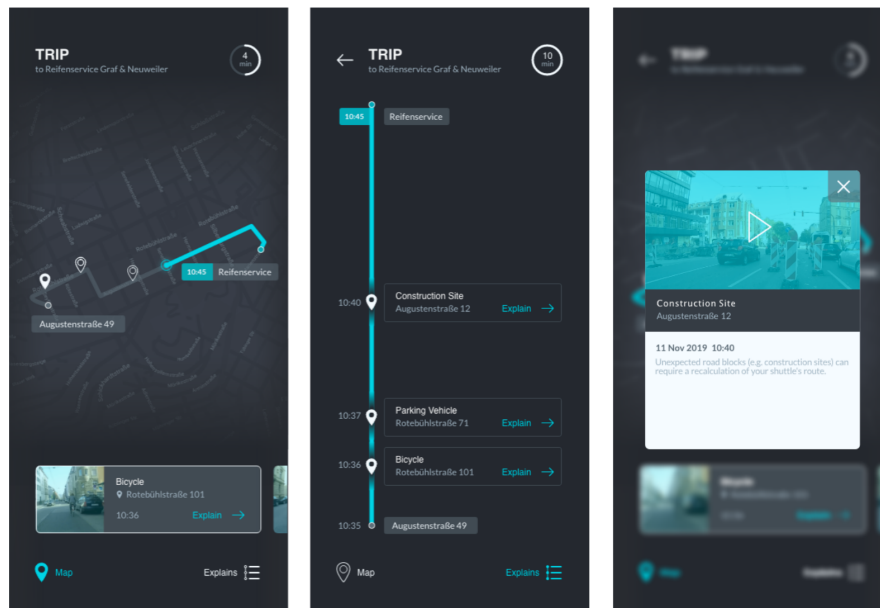 TRIP
to Reifenservice Graf & Neuweiler
4
min
Rotebühlstraße
Rotebühlstraße
10:45 Reifenservice
Augustenstraße 49
Bicycle
Rotebühlstraße 101
10:36 Explain
Map
Explains
TRIP
to Reifenservice Graf & Neuweiler
10
min
10:45 Reifenservice
10:40
Construction Site
Augustenstraße 12 Explain
10:37
Parking Vehicle
Rotebühlstraße 71 Explain
10:36
Bicycle
Rotebühlstraße 101 Explain
10:35 Augustenstraße 49
Map
Explains
Construction Site
Augustenstraße 12
11 Nov 2019 10:40
Unexpected road blocks (e.g. construction sites) can
require a recalculation of your shuttle's route.